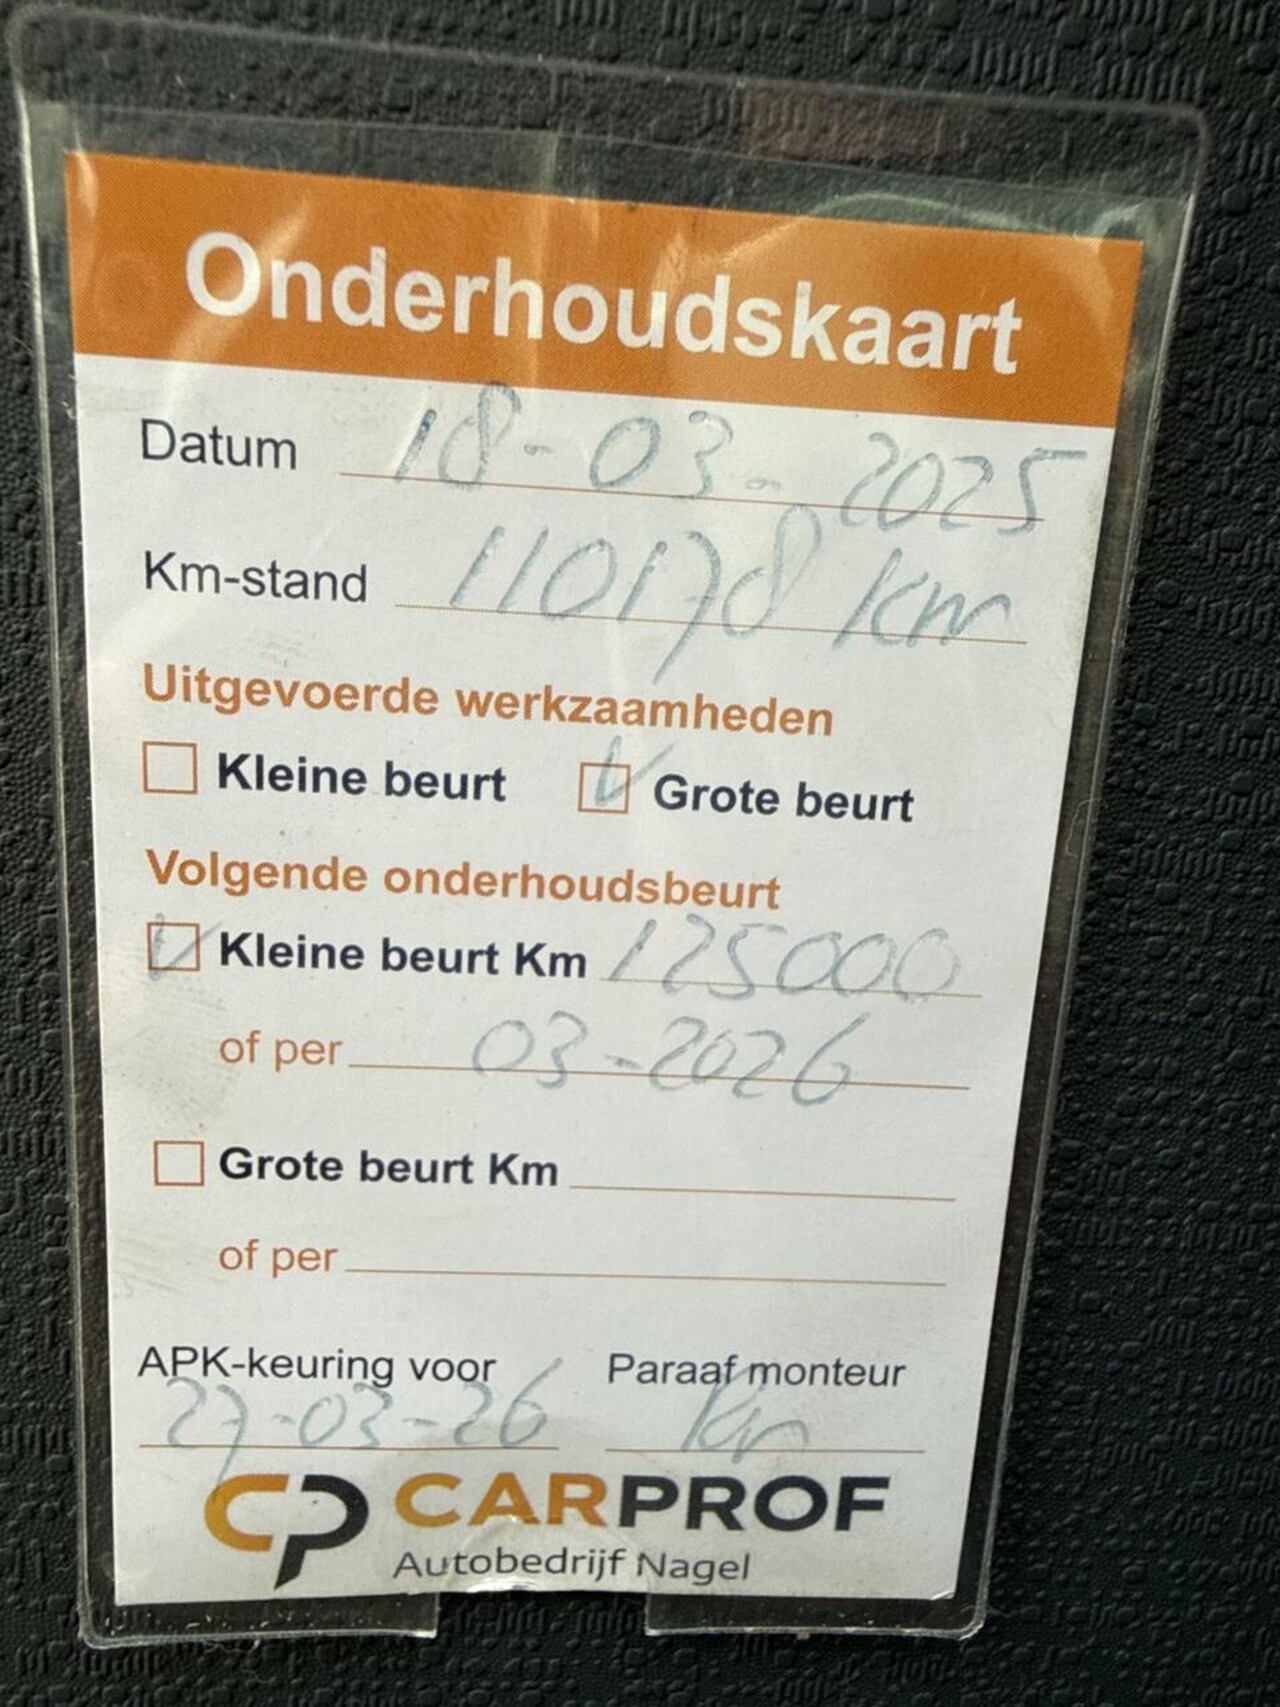 Onderhoudskaart
Datum 18-03-2025
Km-stand 110178 km
Uitgevoerde werkzaamheden
Kleine beurt Grote beurt
Volgende onderhoudsbeurt
Kleine beurt Km 125000
of per 03-2026
Grote beurt Km
of per
APK-keuring voor Paraaf monteur
27-03-26
CP CARPROF
Autobedrijf Nagel